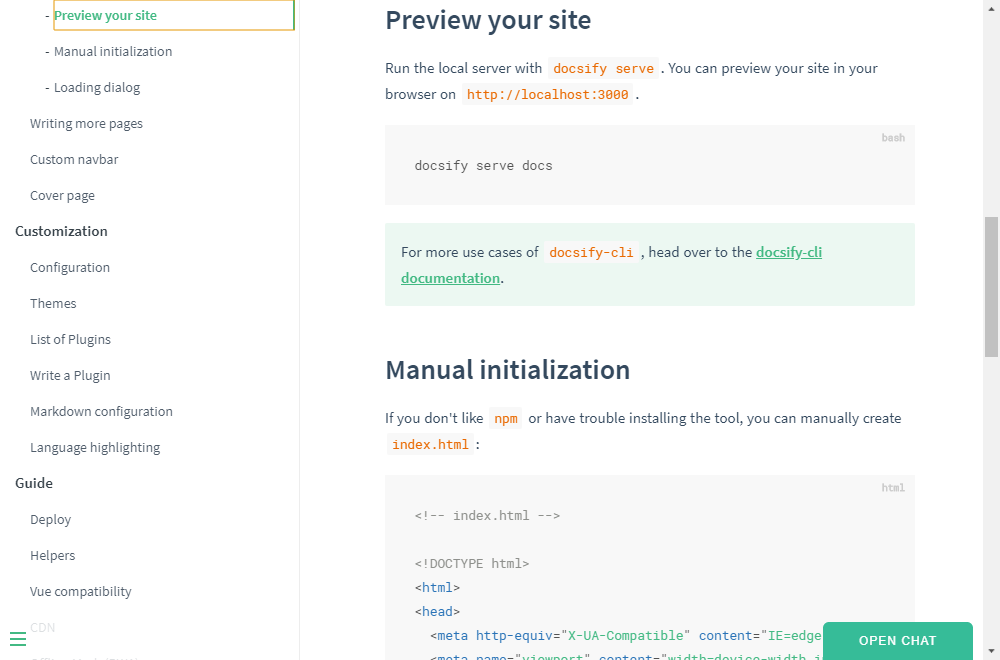 - Preview your site
- Manual initialization
- Loading dialog
Writing more pages
Custom navbar
Cover page
Customization
Configuration
Themes
List of Plugins
Write a Plugin
Markdown configuration
Language highlighting
Guide
Deploy
Helpers
Vue compatibility
CDN
Preview your site
Run the local server with docsify serve . You can preview your site in your
browser on http://localhost:3000 .
bash
docsify serve docs
For more use cases of docsify-cli , head over to the docsify-cli
documentation.
Manual initialization
If you don't like npm or have trouble installing the tool, you can manually create
index.html :
html
<!-- index.html -->
<!DOCTYPE html>
<html>
<head>
<meta http-equiv="X-UA-Compatible" content="IE=edge
<meta name="viewport" content="width=device-width,i
OPEN CHAT